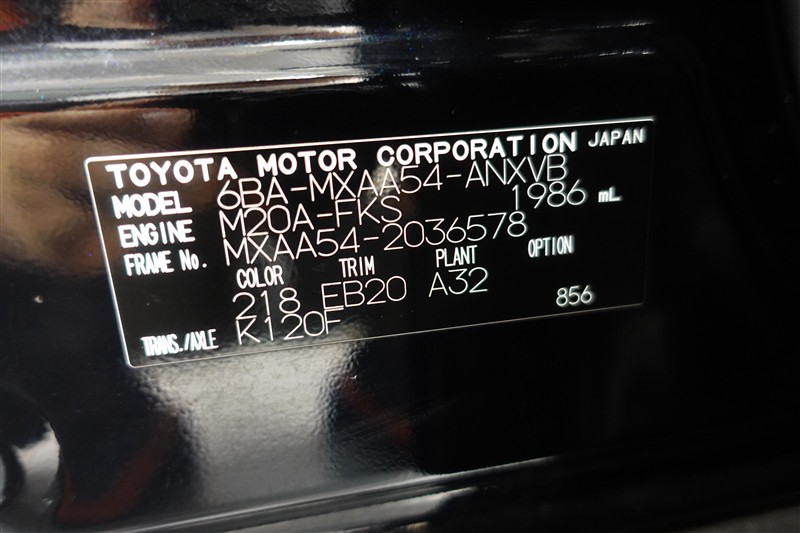 TOYOTA MOTOR CORPORATION JAPAN
MODEL 6BA-MXAA54-ANXVB
ENGINE M20A-FKS 1986 mL
FRAME No. MXAA54-2036578
COLOR TRIM PLANT OPTION
218 EB20 A32
TRANS./AXLE K120F 856